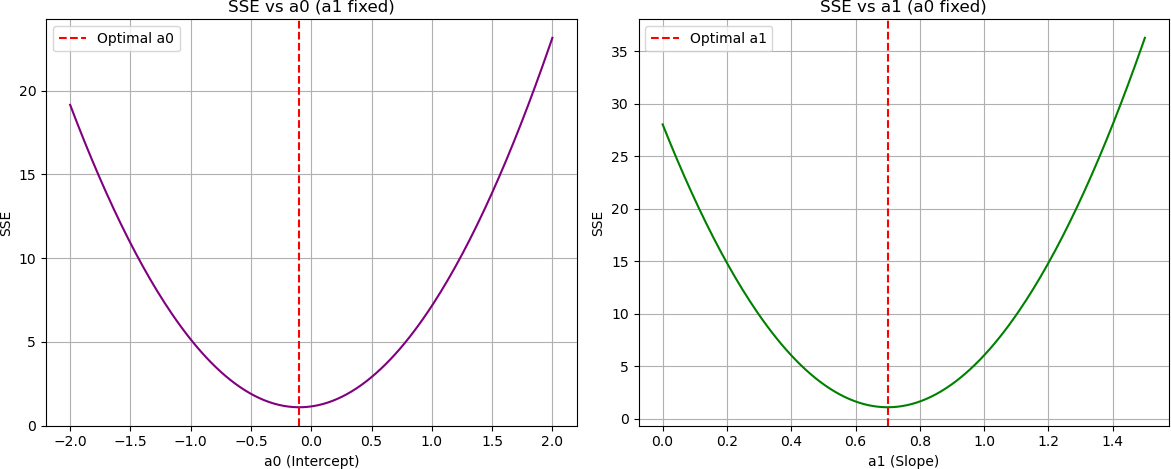 SSE vs a0 (a1 fixed)
Optimal a0
SSE
20
15
10
5
0
−2.0 −1.5 −1.0 −0.5 0.0 0.5 1.0 1.5 2.0
a0 (Intercept)
SSE vs a1 (a0 fixed)
Optimal a1
SSE
35
30
25
20
15
10
5
0
0.0 0.2 0.4 0.6 0.8 1.0 1.2 1.4
a1 (Slope)